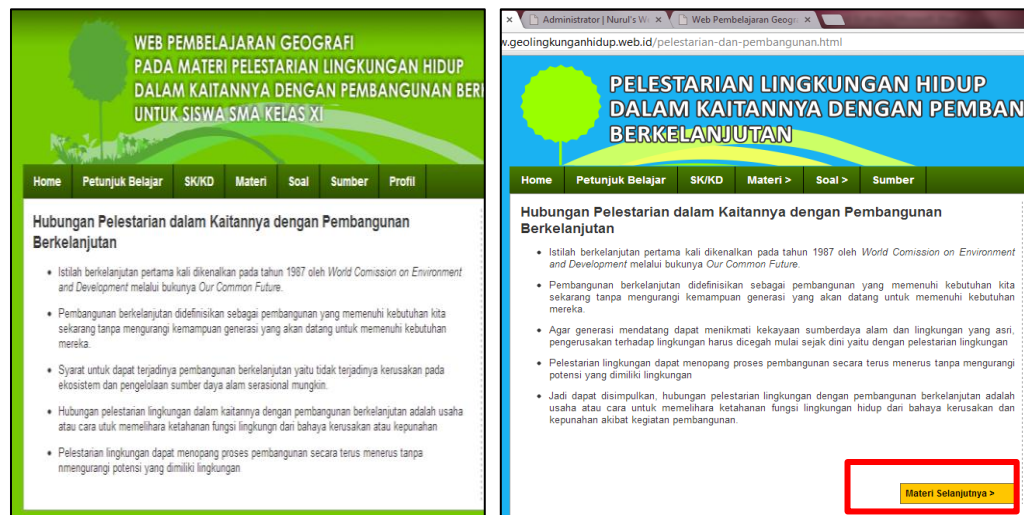 WEB PEMBELAJARAN GEOGRAFI
PADA MATERI PELESTARIAN LINGKUNGAN HIDUP
DALAM KAITANNYA DENGAN PEMBANGUNAN BERI
UNTUK SISWA SMA KELAS XI
Home Petunjuk Belajar SK/KD Materi Soal Sumber Profil
Hubungan Pelestarian dalam Kaitannya dengan Pembangunan
Berkelanjutan
• Istilah berkelanjutan pertama kali dikenalkan pada tahun 1987 oleh World Comission on Environment
and Development melalui bukunya Our Common Future.
• Pembangunan berkelanjutan didefinisikan sebagai pembangunan yang memenuhi kebutuhan kita
sekarang tanpa mengurangi kemampuan generasi yang akan datang untuk memenuhi kebutuhan
mereka.
• Syarat untuk dapat terjadinya pembangunan berkelanjutan yaitu tidak terjadinya kerusakan pada
ekosistem dan pengelolaan sumber daya alam serasional mungkin.
• Hubungan pelestarian lingkungan dalam kaitannya dengan pembangunan berkelanjutan adalah usaha
atau cara utuk memelihara ketahanan fungsi lingkungn dari bahaya kerusakan atau kepunahan
• Pelestarian lingkungan dapat menopang proses pembangunan secara terus menerus tanpa
nmengurangi potensi yang dimiliki lingkungan
Administrator | Nurul's W Web Pembelajaran Geogr
w.geolingkunganhidup.web.id/pelestarian-dan-pembangunan.html
PELESTARIAN LINGKUNGAN HIDUP
DALAM KAITANNYA DENGAN PEMBAN
BERKELANJUTAN
Home Petunjuk Belajar SK/KD Materi > Soal > Sumber
Hubungan Pelestarian dalam Kaitannya dengan Pembangunan
Berkelanjutan
• Istilah berkelanjutan pertama kali dikenalkan pada tahun 1987 oleh World Comission on Environment
and Development melalui bukunya Our Common Future.
• Pembangunan berkelanjutan didefinisikan sebagai pembangunan yang memenuhi kebutuhan kita
sekarang tanpa mengurangi kemampuan generasi yang akan datang untuk memenuhi kebutuhan
mereka.
• Agar generasi mendatang dapat menikmati kekayaan sumberdaya alam dan lingkungan yang asri,
pengerusakan terhadap lingkungan harus dicegah mulai sejak dini yaitu dengan pelestarian lingkungan
• Pelestarian lingkungan dapat menopang proses pembangunan secara terus menerus tanpa mengurangi
potensi yang dimiliki lingkungan
• Jadi dapat disimpulkan, hubungan pelestarian lingkungan dengan pembangunan berkelanjutan adalah
usaha atau cara untuk memelihara ketahanan fungsi lingkungan hidup dari bahaya kerusakan dan
kepunahan akibat kegiatan pembangunan.
Materi Selanjutnya >